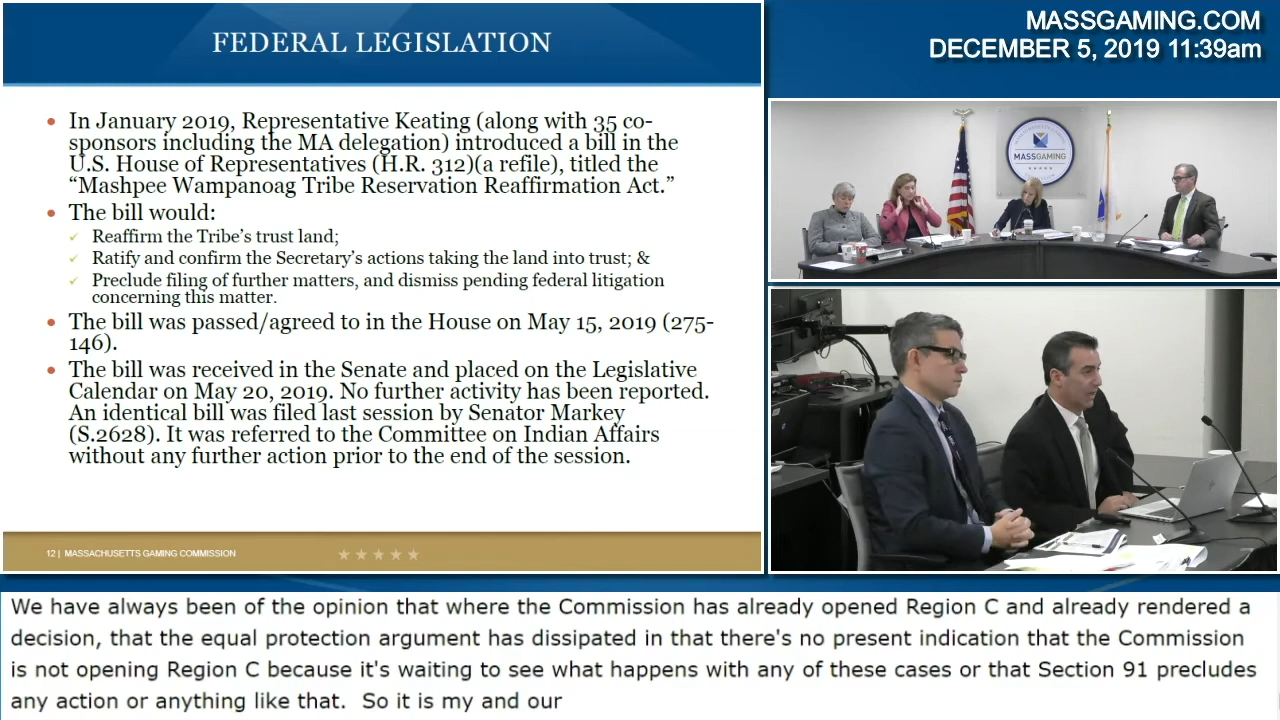 FEDERAL LEGISLATION
• In January 2019, Representative Keating (along with 35 co-
sponsors including the MA delegation) introduced a bill in the
U.S. House of Representatives (H.R. 312)(a refile), titled the
“Mashpee Wampanoag Tribe Reservation Reaffirmation Act.”
• The bill would:
✓ Reaffirm the Tribe’s trust land;
✓ Ratify and confirm the Secretary’s actions taking the land into trust; &
✓ Preclude filing of further matters, and dismiss pending federal litigation
concerning this matter.
• The bill was passed/agreed to in the House on May 15, 2019 (275-
146).
• The bill was received in the Senate and placed on the Legislative
Calendar on May 20, 2019. No further activity has been reported.
An identical bill was filed last session by Senator Markey
(S.2628). It was referred to the Committee on Indian Affairs
without any further action prior to the end of the session.
12 | MASSACHUSETTS GAMING COMMISSION
MASSGAMING.COM
DECEMBER 5, 2019 11:39am
MASSGAMING
We have always been of the opinion that where the Commission has already opened Region C and already rendered a
decision, that the equal protection argument has dissipated in that there's no present indication that the Commission
is not opening Region C because it's waiting to see what happens with any of these cases or that Section 91 precludes
any action or anything like that.  So it is my and our